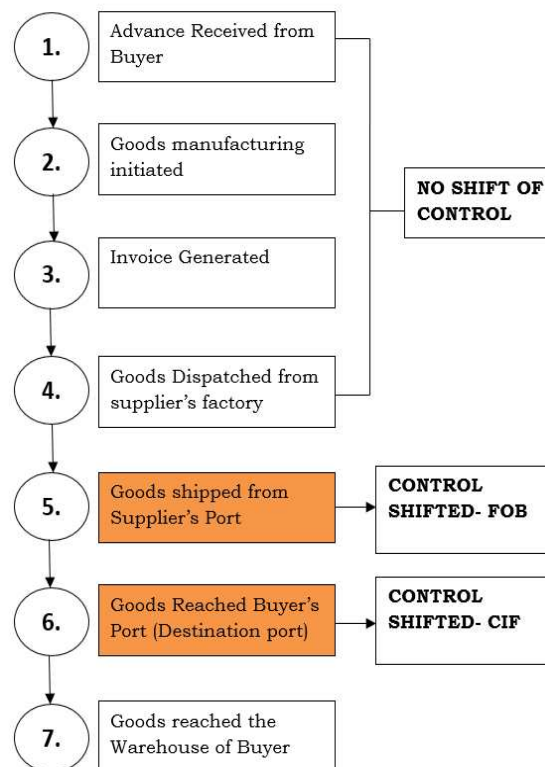 1.
Advance Received from
Buyer
2.
Goods manufacturing
initiated
NO SHIFT OF
CONTROL
3.
Invoice Generated
4.
Goods Dispatched from
supplier's factory
5.
Goods shipped from
Supplier's Port
CONTROL
SHIFTED- FOB
6.
Goods Reached Buyer's
Port (Destination port)
CONTROL
SHIFTED- CIF
7.
Goods reached the
Warehouse of Buyer